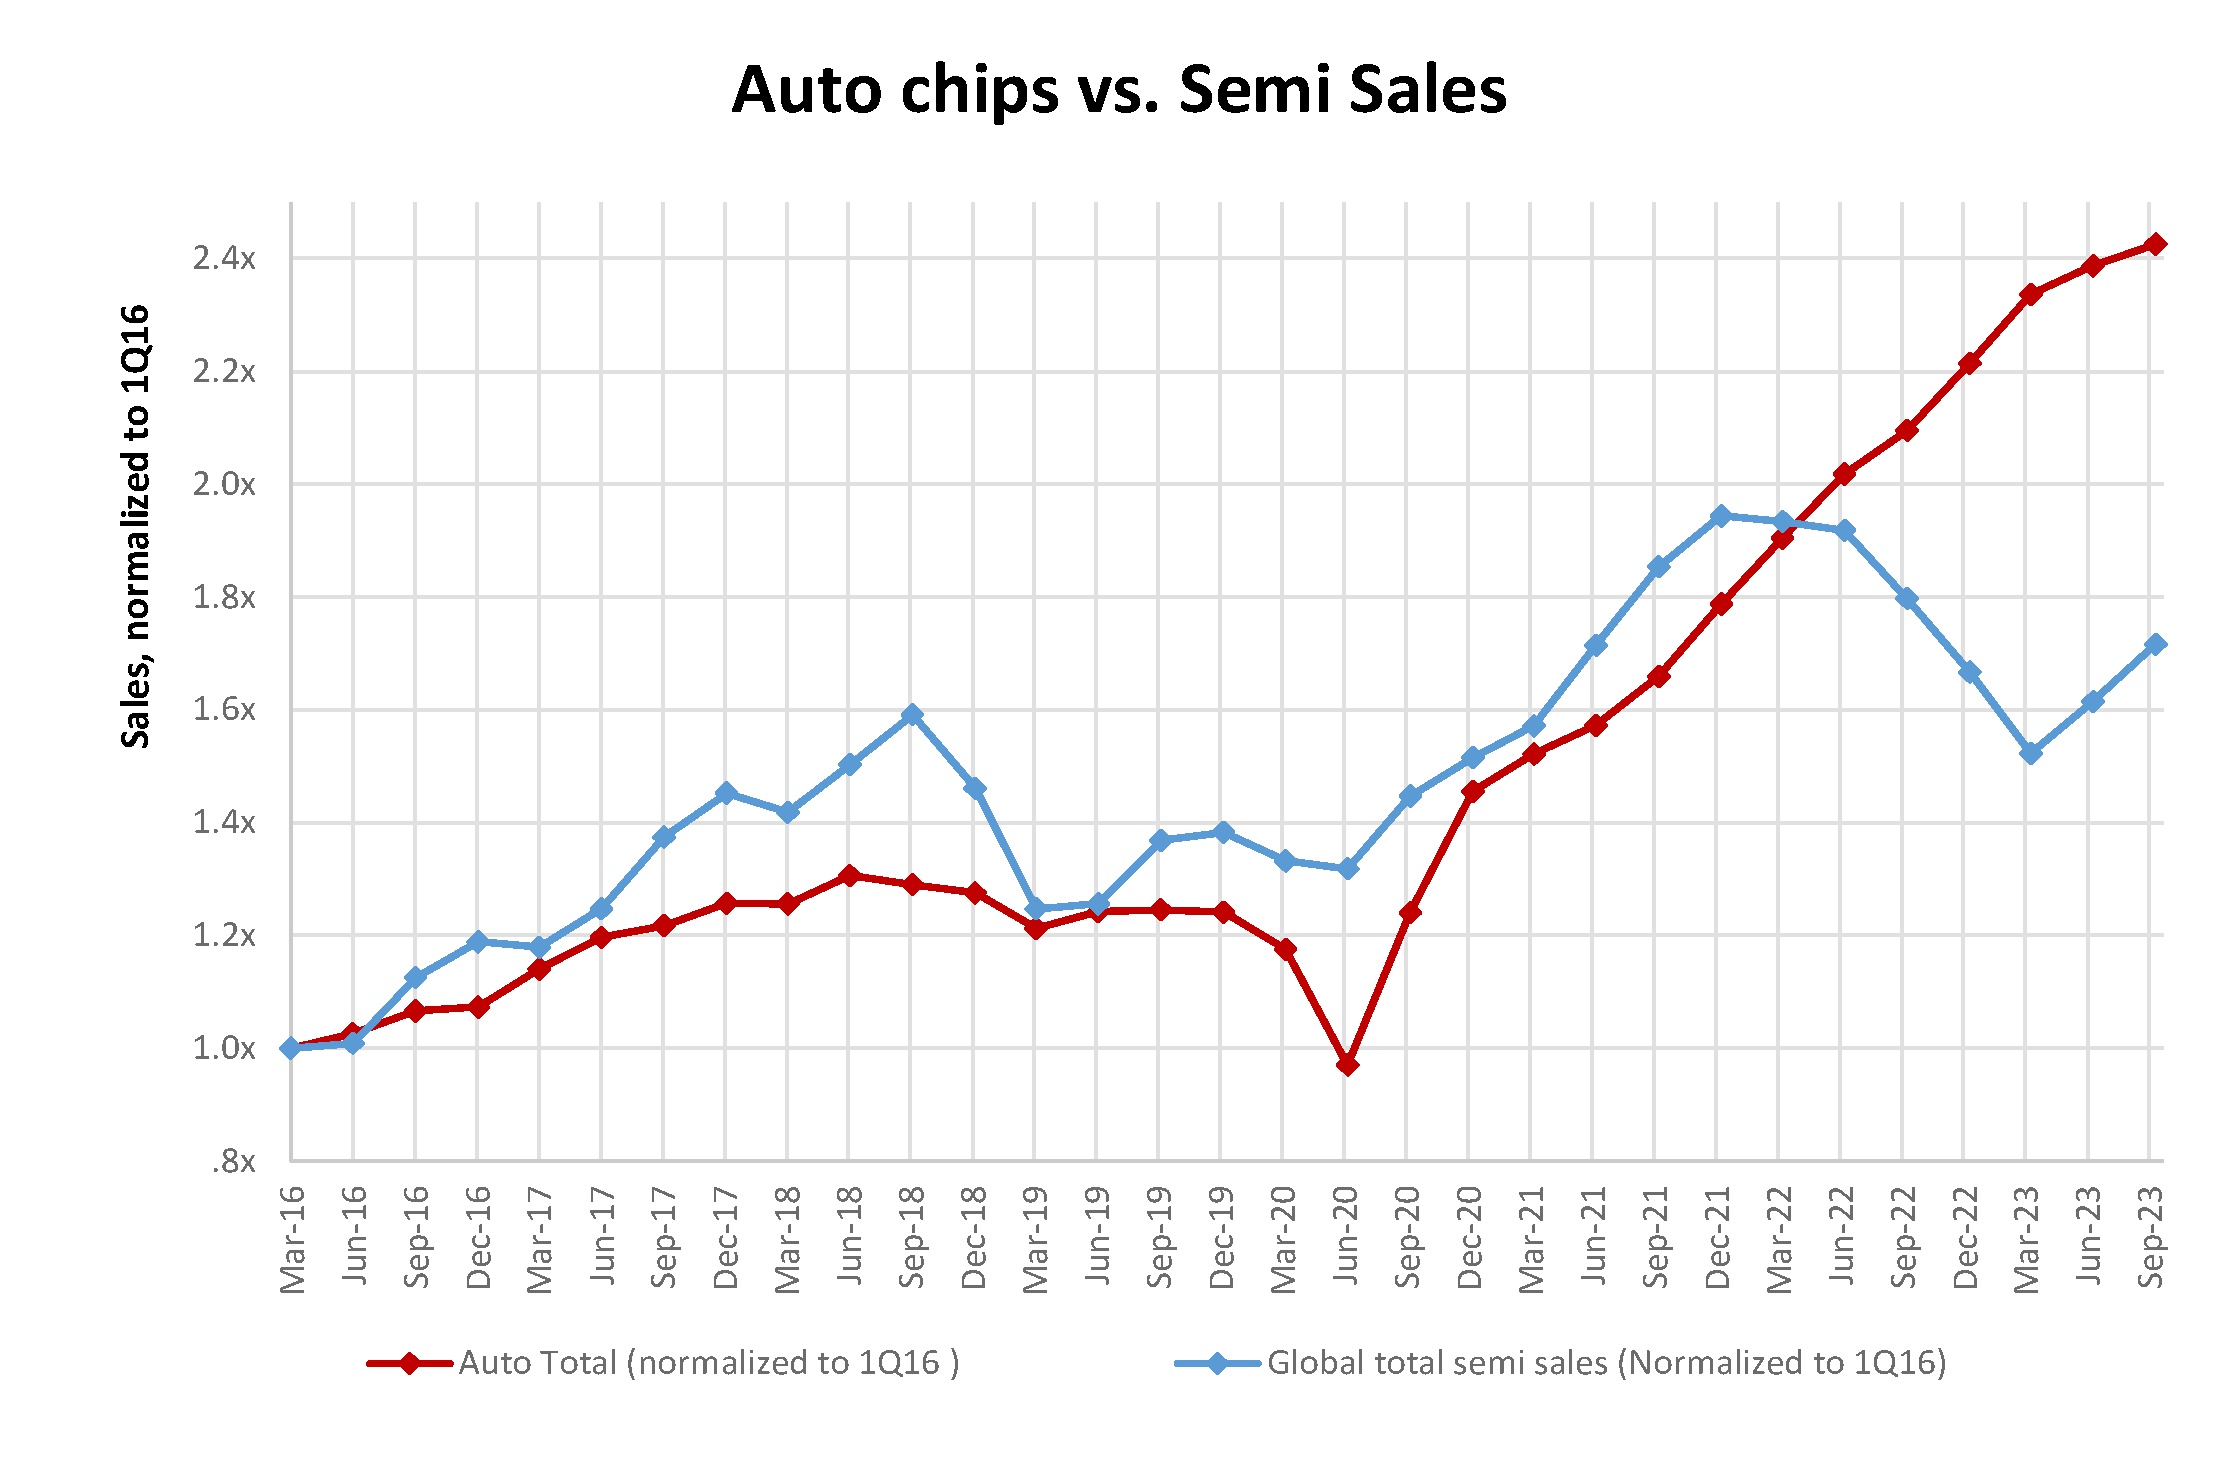 Auto chips vs. Semi Sales
Sales, normalized to 1Q16
2.4x
2.2x
2.0x
1.8x
1.6x
1.4x
1.2x
1.0x
.8x
Mar-16
Jun-16
Sep-16
Dec-16
Mar-17
Jun-17
Sep-17
Dec-17
Mar-18
Jun-18
Sep-18
Dec-18
Mar-19
Jun-19
Sep-19
Dec-19
Mar-20
Jun-20
Sep-20
Dec-20
Mar-21
Jun-21
Sep-21
Dec-21
Mar-22
Jun-22
Sep-22
Dec-22
Mar-23
Jun-23
Sep-23
Auto Total (normalized to 1Q16 )
Global total semi sales (Normalized to 1Q16)